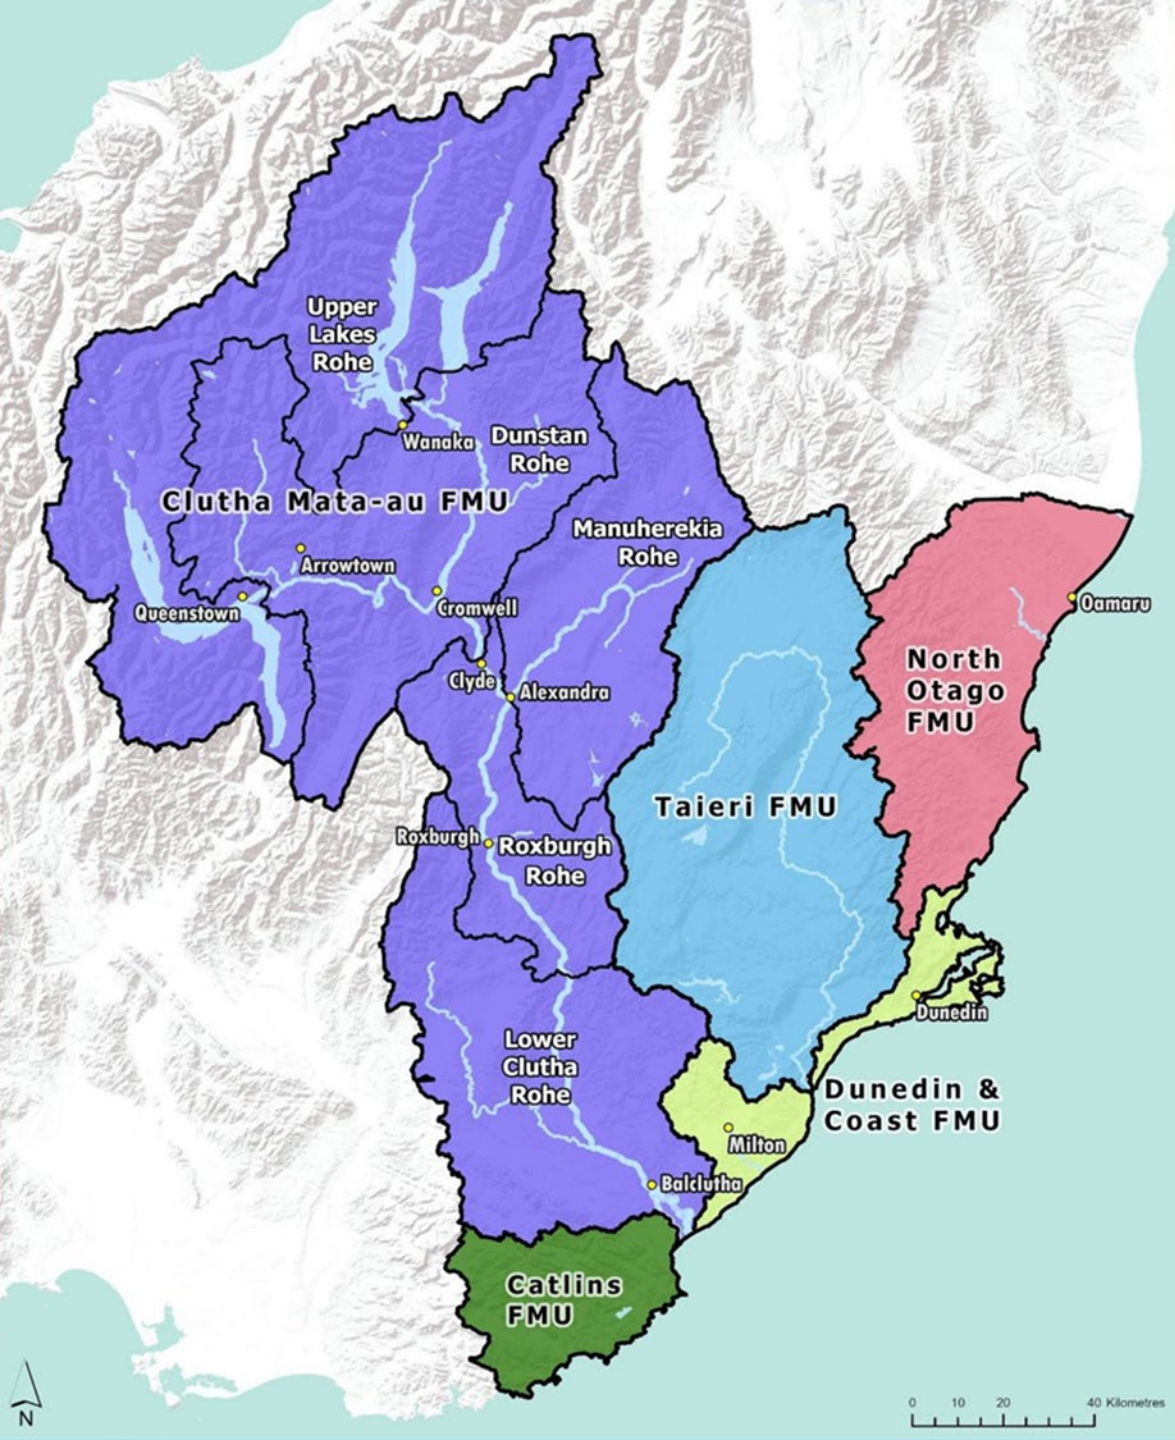 Upper
Lakes
Rohe
Wanaka
Dunstan
Rohe
Clutha Mata-au FMU
Manuherekia
Rohe
Arrowtown
Queenstown
Cromwell
Oamaru
North
Otago
FMU
Clyde
Alexandra
Taieri FMU
Roxburgh
Roxburgh
Rohe
Dunedin
Lower
Clutha
Rohe
Dunedin &
Coast FMU
Milton
Balclutha
Catlins
FMU
N
0 10 20 40 Kilometres